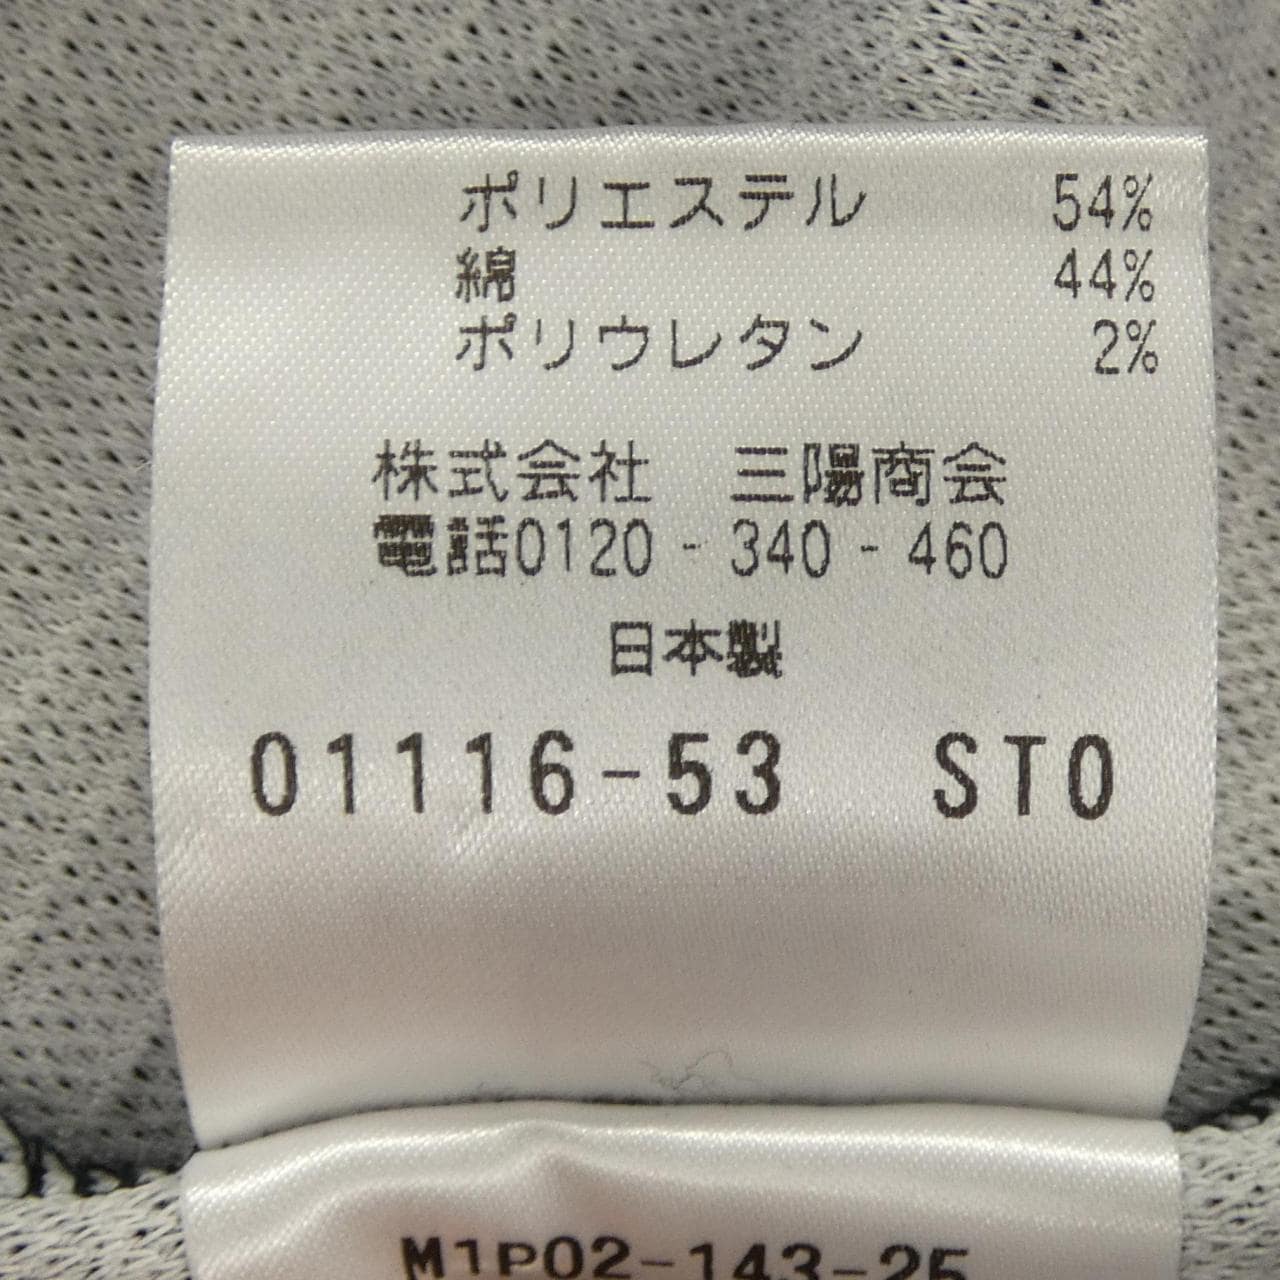 ポリエステル 54%
綿 44%
ポリウレタン 2%
株式会社 三陽商会
電話0120-340-460
日本製
01116-53 STO
M1P02-143-25